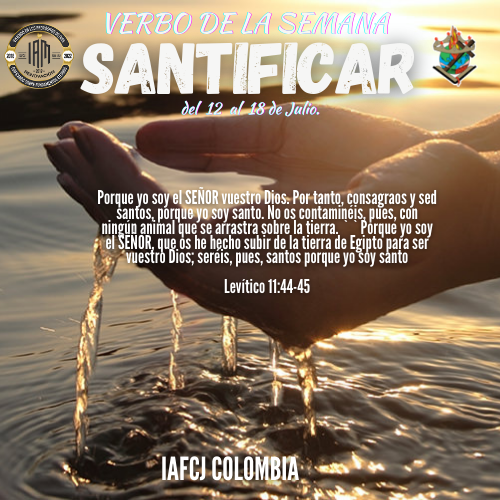 VERBO DE LA SEMANA
SANTIFICAR
del 12 al 18 de Julio.
Porque yo soy el SEÑOR vuestro Dios. Por tanto, consagraos y sed
santos, porque yo soy santo. No os contaminéis, pues, con
ningún animal que se arrastra sobre la tierra. Porque yo soy
el SEÑOR, que os he hecho subir de la tierra de Egipto para ser
vuestro Dios; seréis, pues, santos porque yo soy santo
Levítico 11:44-45
IAFCJ COLOMBIA